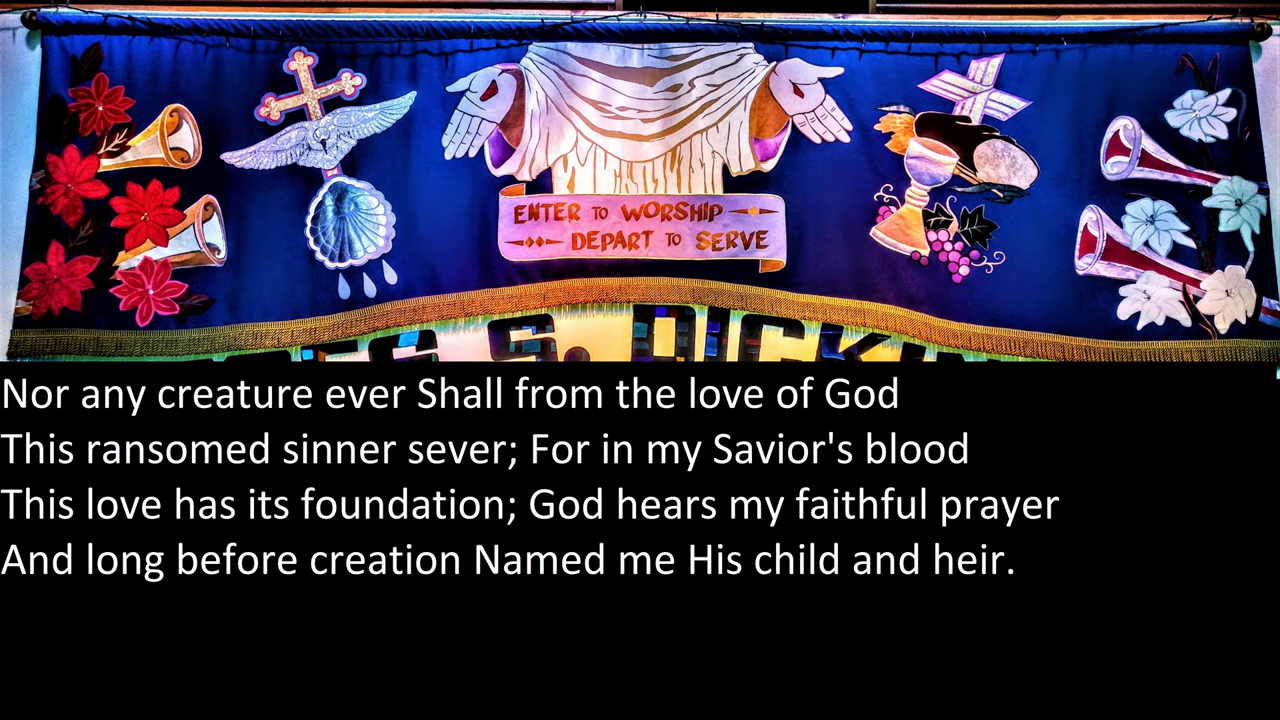 ENTER TO WORSHIP
DEPART TO SERVE
Nor any creature ever Shall from the love of God
This ransomed sinner sever; For in my Savior's blood
This love has its foundation; God hears my faithful prayer
And long before creation Named me His child and heir.